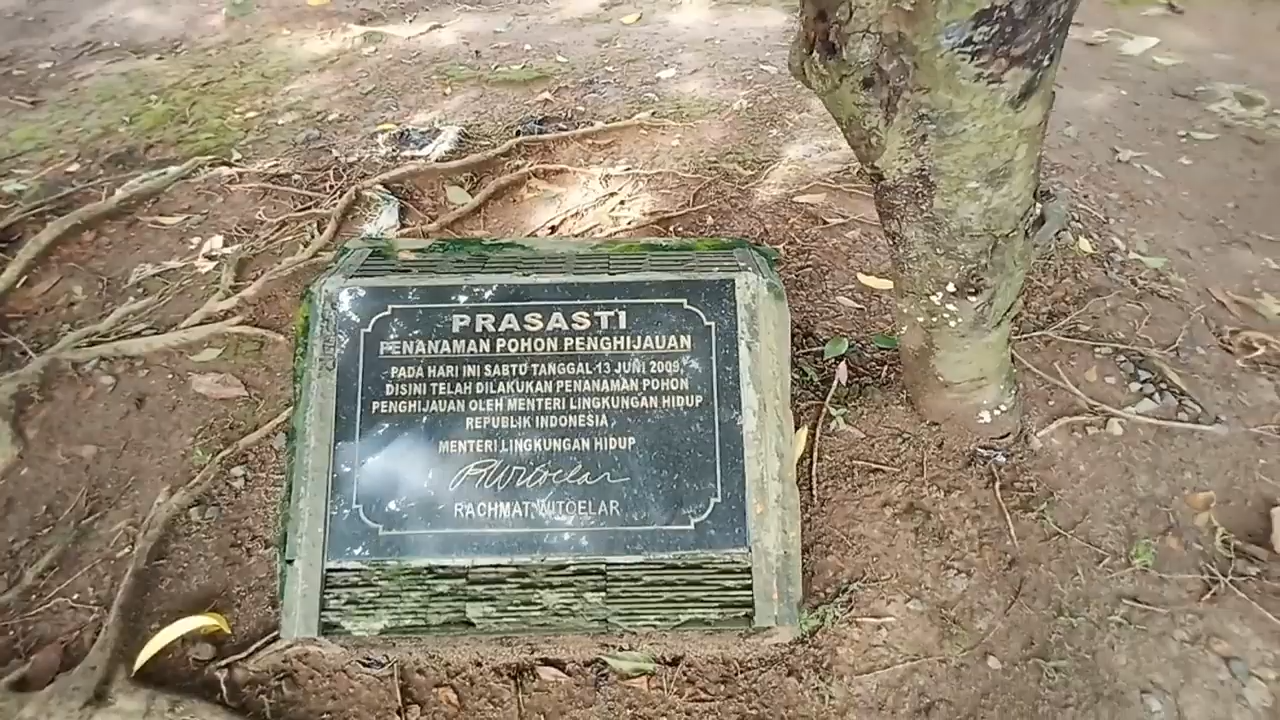 PRASASTI
PENANAMAN POHON PENGHIJAUAN
PADA HARI INI SABTU TANGGAL 13 JUNI 2009,
DISINI TELAH DILAKUKAN PENANAMAN POHON
PENGHIJAUAN OLEH MENTERI LINGKUNGAN HIDUP
REPUBLIK INDONESIA
MENTERI LINGKUNGAN HIDUP
RWitoelar
RACHMAT WITOELAR